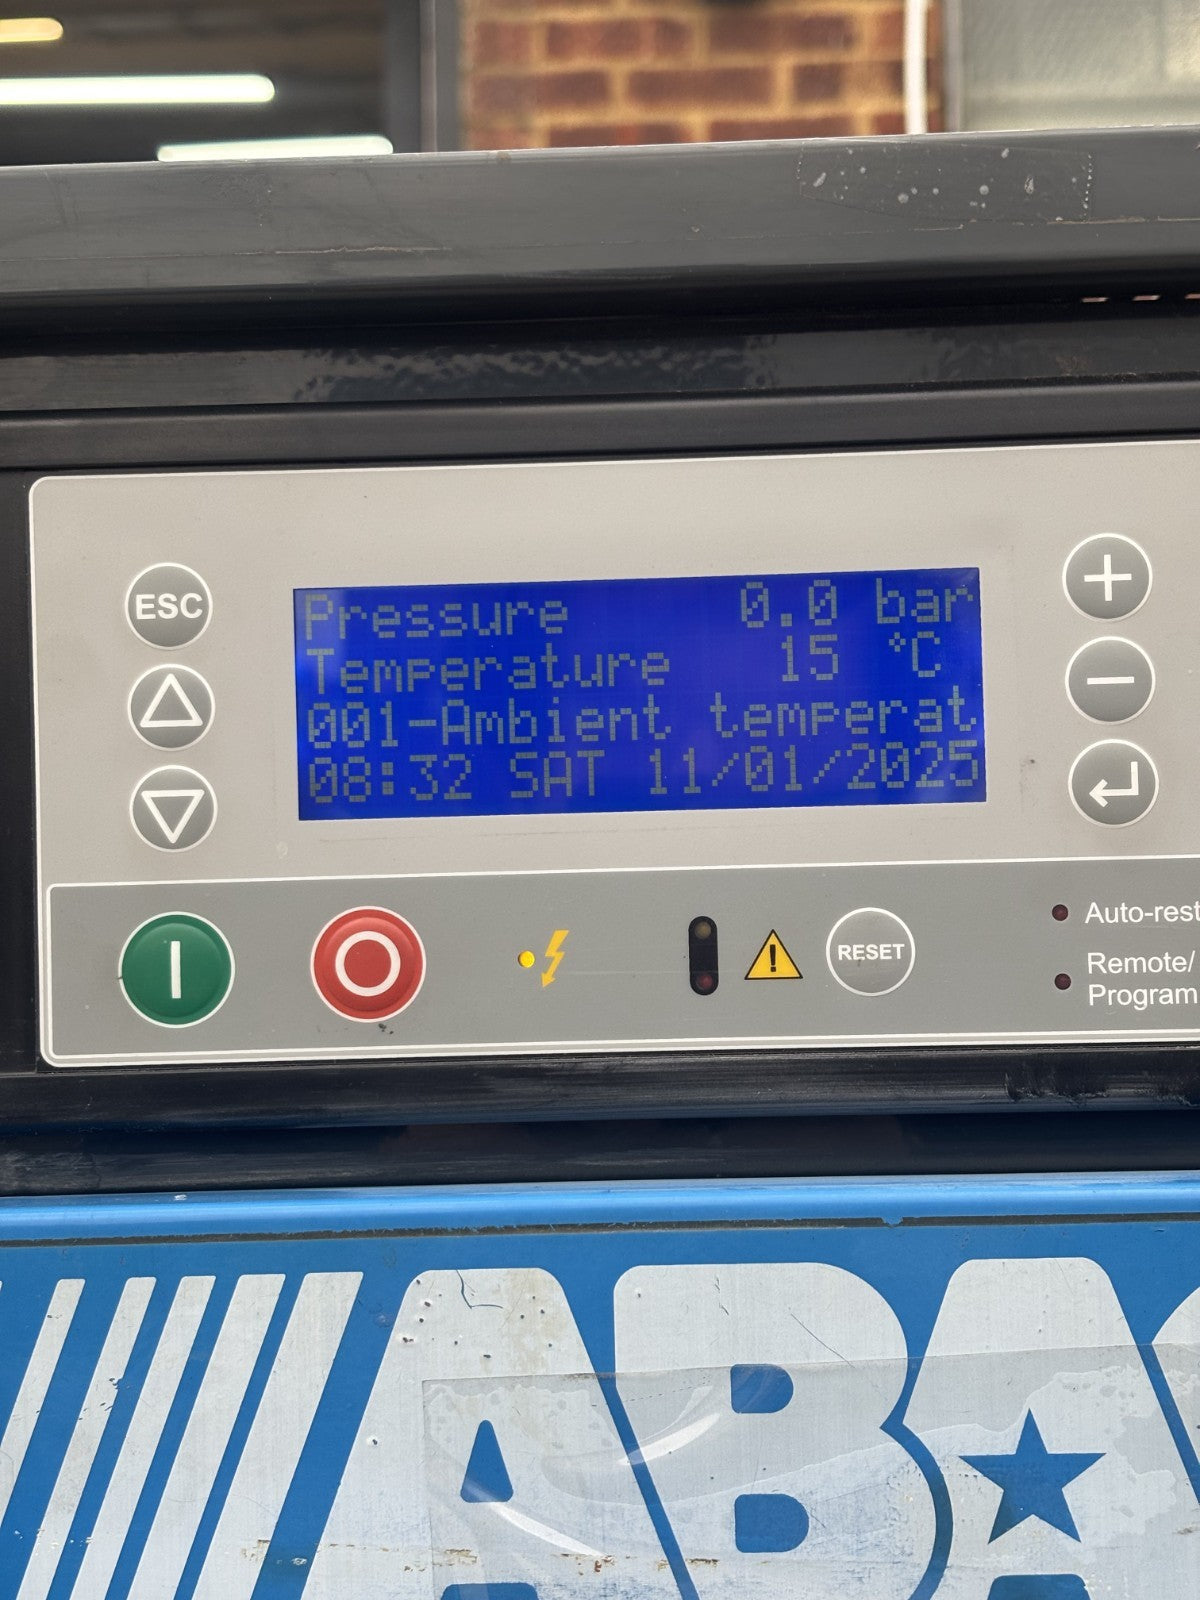 ESC
Pressure 0.0 bar
Temperature 15 °C
001-Ambient temperat
08:32 SAT 11/01/2025
RESET
Auto-rest
Remote/
Program
ABA